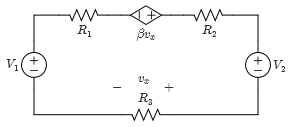 R₁ βvₓ R₂
V₁ + − − + + − V₂
− vₓ +
R₃